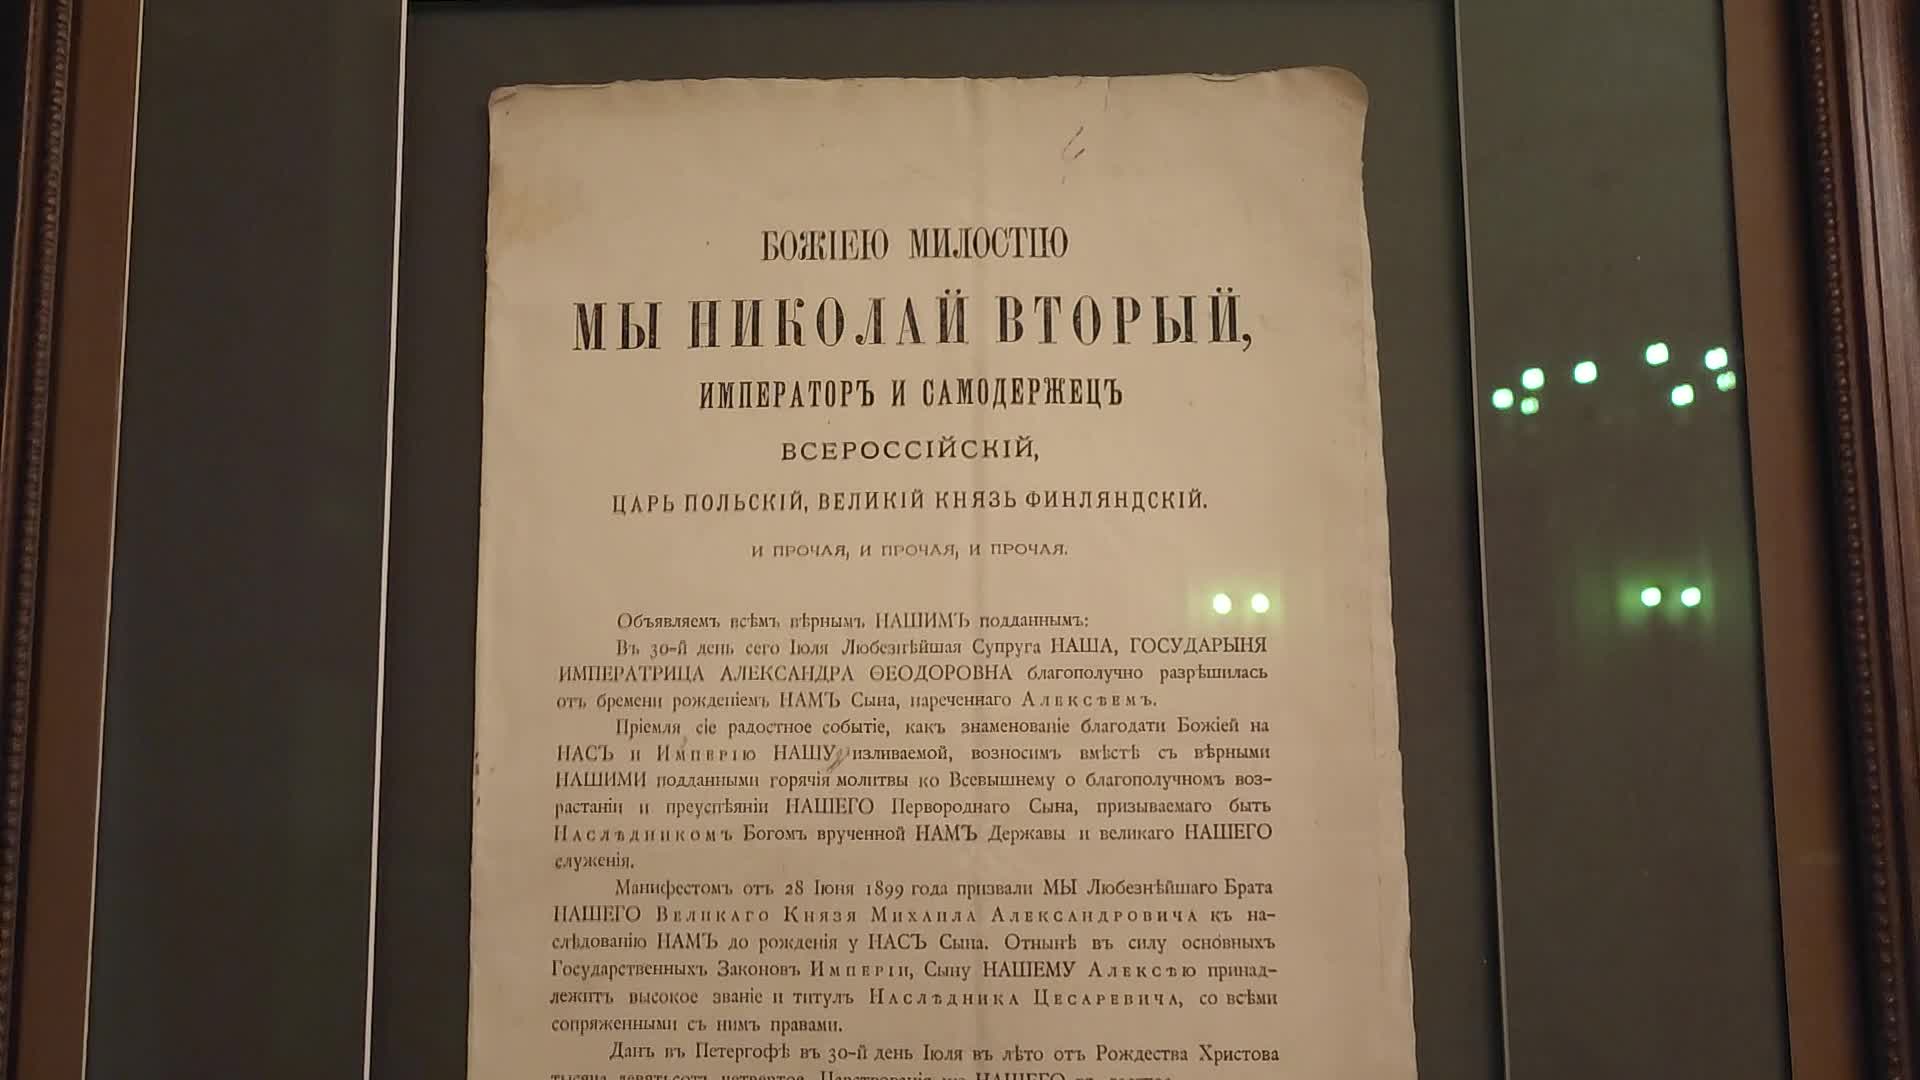 БОЖІЕЮ МИЛОСТІЮ
МЫ НИКОЛАЙ ВТОРЫЙ,
ИМПЕРАТОРЪ И САМОДЕРЖЕЦЪ
ВСЕРОССІЙСКІЙ,
ЦАРЬ ПОЛЬСКІЙ, ВЕЛИКІЙ КНЯЗЬ ФИНЛЯНДСКІЙ.
И ПРОЧАЯ, И ПРОЧАЯ, И ПРОЧАЯ.
Объявляемъ всѣмъ вѣрнымъ НАШИМЪ подданнымъ:
Въ 30-й день сего Іюля Любезнѣйшая Супруга НАША, ГОСУДАРЫНЯ
ИМПЕРАТРИЦА АЛЕКСАНДРА ѲЕОДОРОВНА благополучно разрѣшилась
отъ бремени рожденіемъ НАМЪ Сына, нареченнаго Алексѣемъ.
Пріемля сіе радостное событіе, какъ знаменованіе благодати Божіей на
НАСЪ и Имперію НАШУ изливаемой, возносимъ вмѣстѣ съ вѣрными
НАШИМИ подданными горячія молитвы ко Всевышнему о благополучномъ воз-
растаніи и преуспѣяніи НАШЕГО Первороднаго Сына, призываемаго быть
Наслѣдникомъ Богомъ врученной НАМЪ Державы и великаго НАШЕГО
служенія.
Манифестомъ отъ 28 Іюня 1899 года призвали МЫ Любезнѣйшаго Брата
НАШЕГО Великаго Князя Михаила Александровича къ на-
слѣдованію НАМЪ до рожденія у НАСЪ Сына. Отнынѣ въ силу основныхъ
Государственныхъ Законовъ Имперіи, Сыну НАШЕМУ Алексѣю принад-
лежитъ высокое званіе и титулъ Наслѣдника Цесаревича, со всѣми
сопряженными съ нимъ правами.
Данъ въ Петергофѣ въ 30-й день Іюля въ лѣто отъ Рождества Христова
тысяча девятьсотъ четвертое, Царствованія же НАШЕГО въ